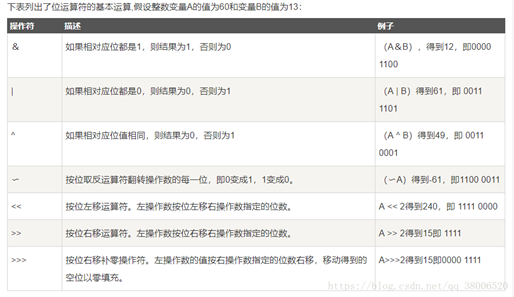 下表列出了位运算符的基本运算,假设整数变量A的值为60和变量B的值为13：
操作符 描述 例子
＆ 如果相对应位都是1，则结果为1，否则为0 （A＆B），得到12，即0000 1100
| 如果相对应位都是0，则结果为0，否则为1 （A | B）得到61，即 0011 1101
^ 如果相对应位值相同，则结果为0，否则为1 （A ^ B）得到49，即 0011 0001
〜 按位取反运算符翻转操作数的每一位，即0变成1，1变成0。 （〜A）得到-61，即1100 0011
<< 按位左移运算符。左操作数按位左移右操作数指定的位数。 A << 2得到240，即 1111 0000
>> 按位右移运算符。左操作数按位右移右操作数指定的位数。 A >> 2得到15即 1111
>>> 按位右移补零操作符。左操作数的值按右操作数指定的位数右移，移动得到的空位以零填充。 A>>>2得到15即0000 1111
https://blog.csdn.net/qq_38006520